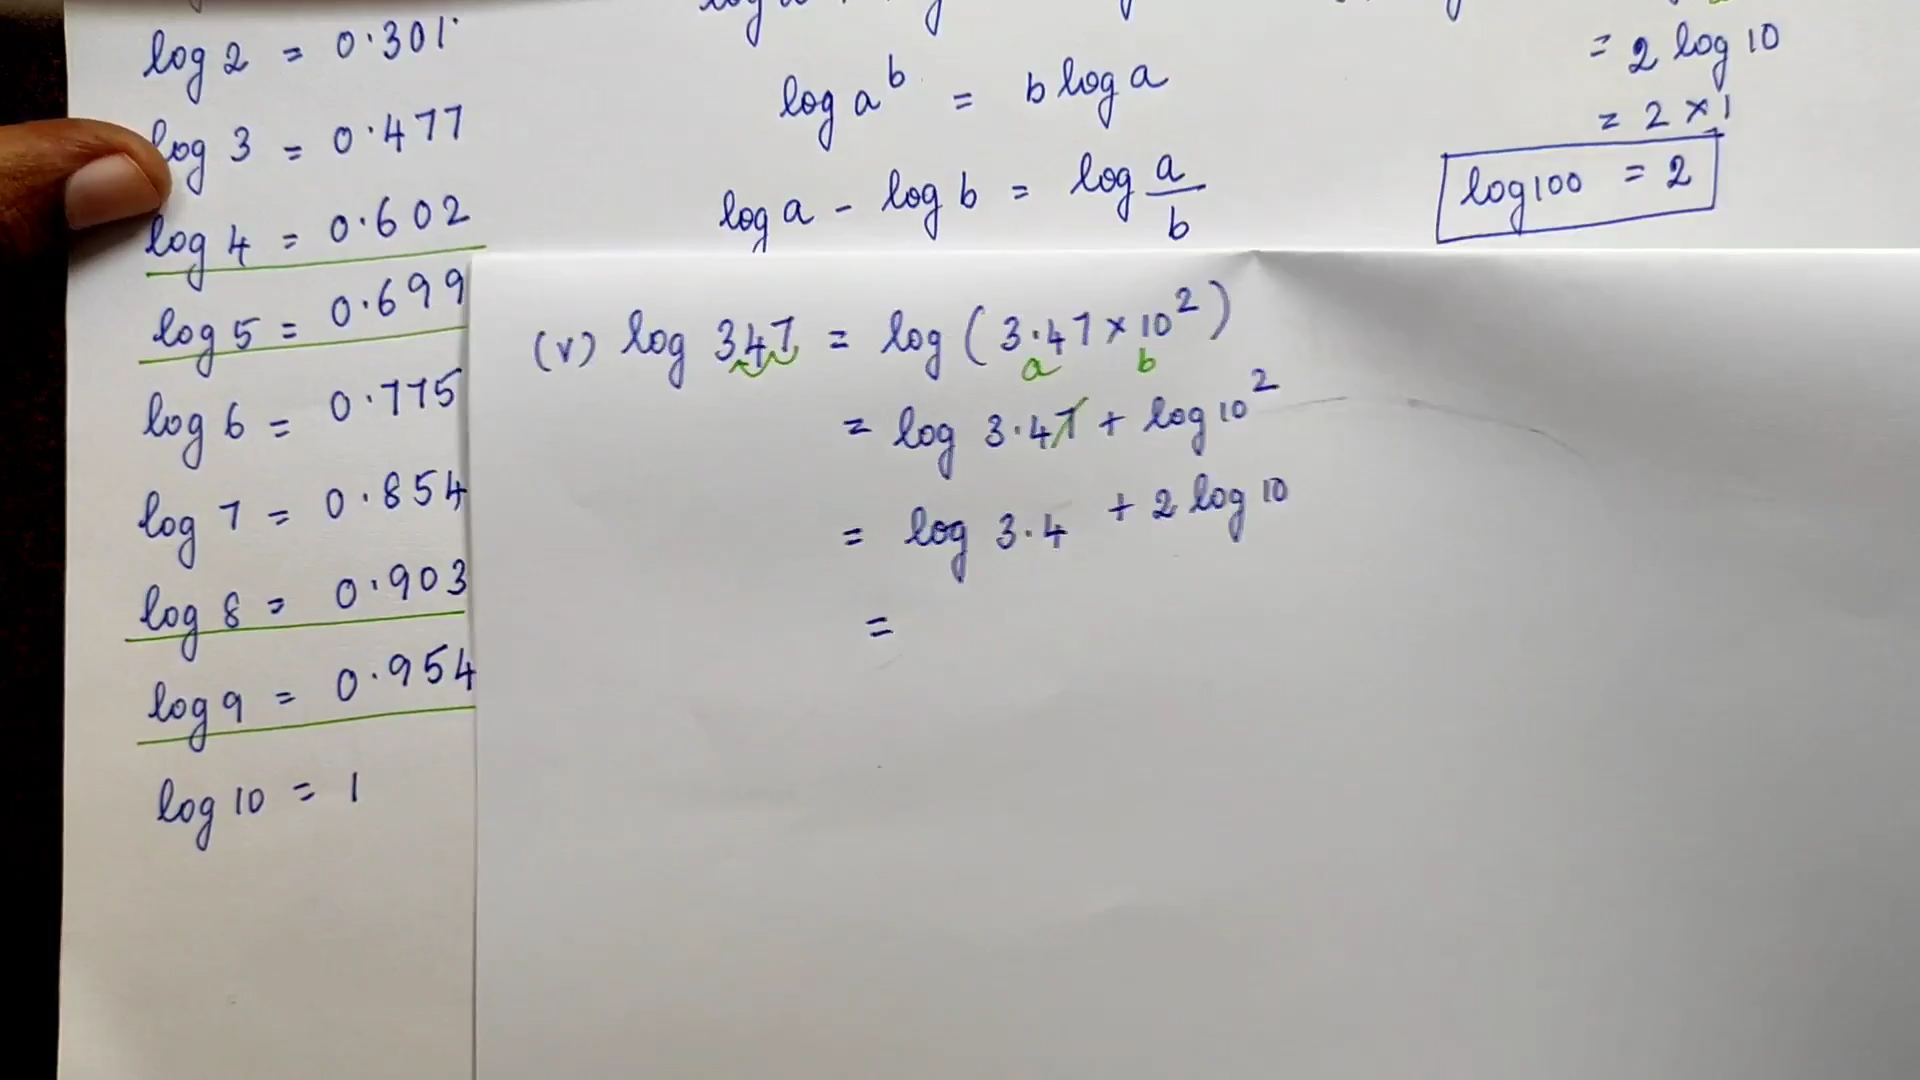 log 2 = 0.301
log 3 = 0.477
log 4 = 0.602
log 5 = 0.699
log 6 = 0.775
log 7 = 0.854
log 8 = 0.903
log 9 = 0.954
log 10 = 1
log a^b = b log a
log a - log b = log a/b
= 2 log 10
= 2 × 1
log 100 = 2
(v) log 347 = log (3.47 × 10^2)
a b
= log 3.47 + log 10^2
= log 3.4 + 2 log 10
=